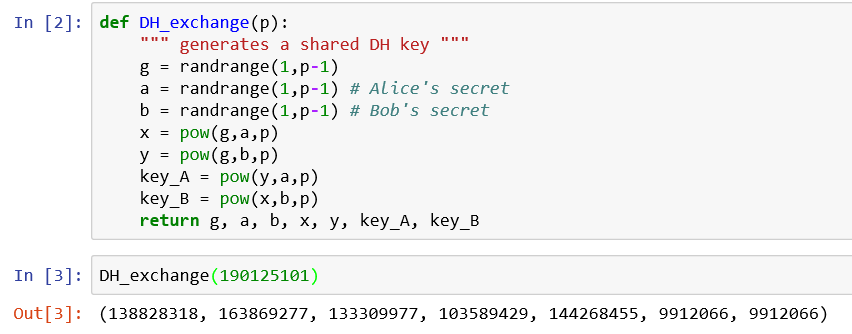 In [2]: def DH_exchange(p):
    """ generates a shared DH key """
    g = randrange(1,p-1)
    a = randrange(1,p-1) # Alice's secret
    b = randrange(1,p-1) # Bob's secret
    x = pow(g,a,p)
    y = pow(g,b,p)
    key_A = pow(y,a,p)
    key_B = pow(x,b,p)
    return g, a, b, x, y, key_A, key_B
In [3]: DH_exchange(190125101)
Out[3]: (138828318, 163869277, 133309977, 103589429, 144268455, 9912066, 9912066)